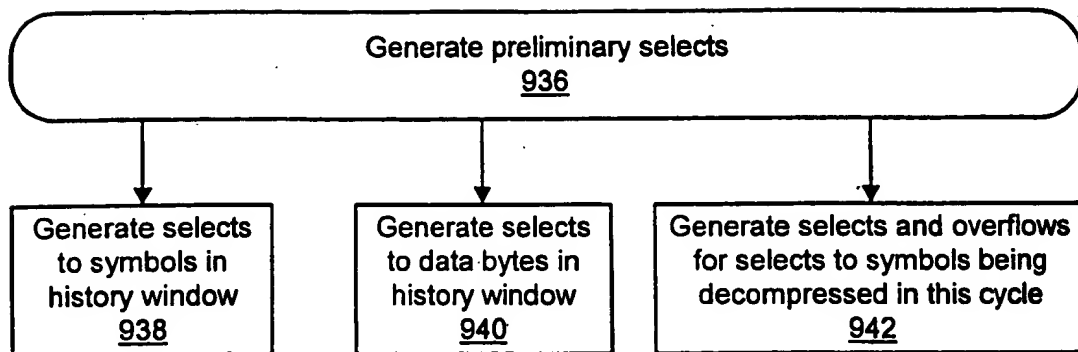 Generate preliminary selects
936
Generate selects
to symbols in
history window
938
Generate selects
to data bytes in
history window
940
Generate selects and overflows
for selects to symbols being
decompressed in this cycle
942